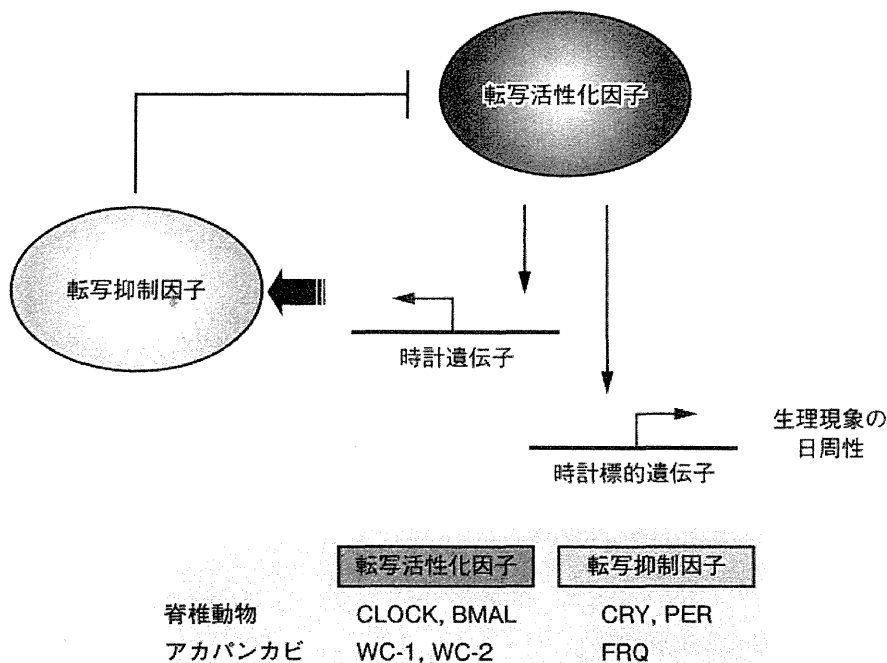 転写活性化因子
転写抑制因子
時計遺伝子
時計標的遺伝子
生理現象の
日周性
転写活性化因子 転写抑制因子
脊椎動物 CLOCK, BMAL CRY, PER
アカパンカビ WC-1, WC-2 FRQ